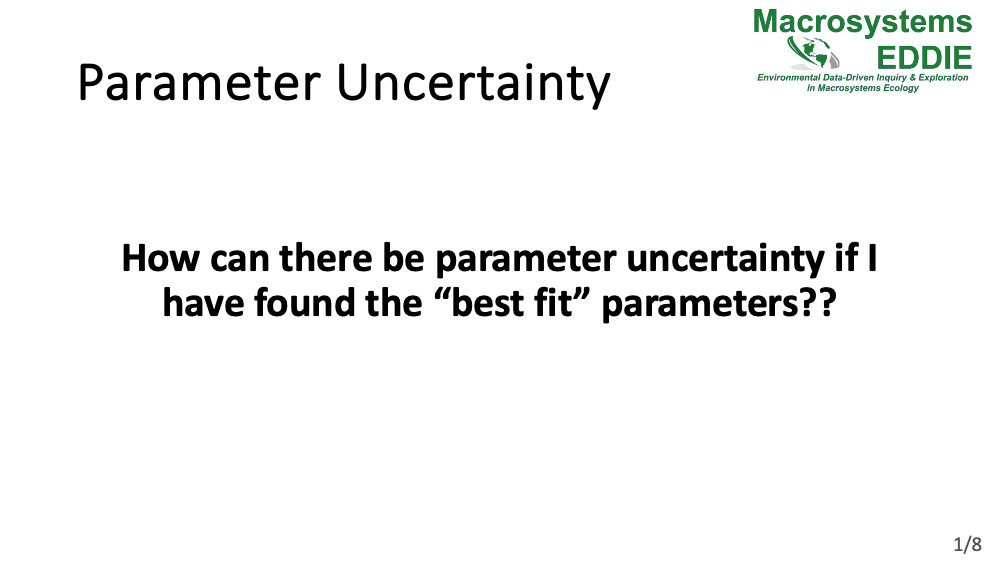 Macrosystems
EDDIE
Environmental Data-Driven Inquiry & Exploration
in Macrosystems Ecology
Parameter Uncertainty
How can there be parameter uncertainty if I
have found the “best fit” parameters??
1/8